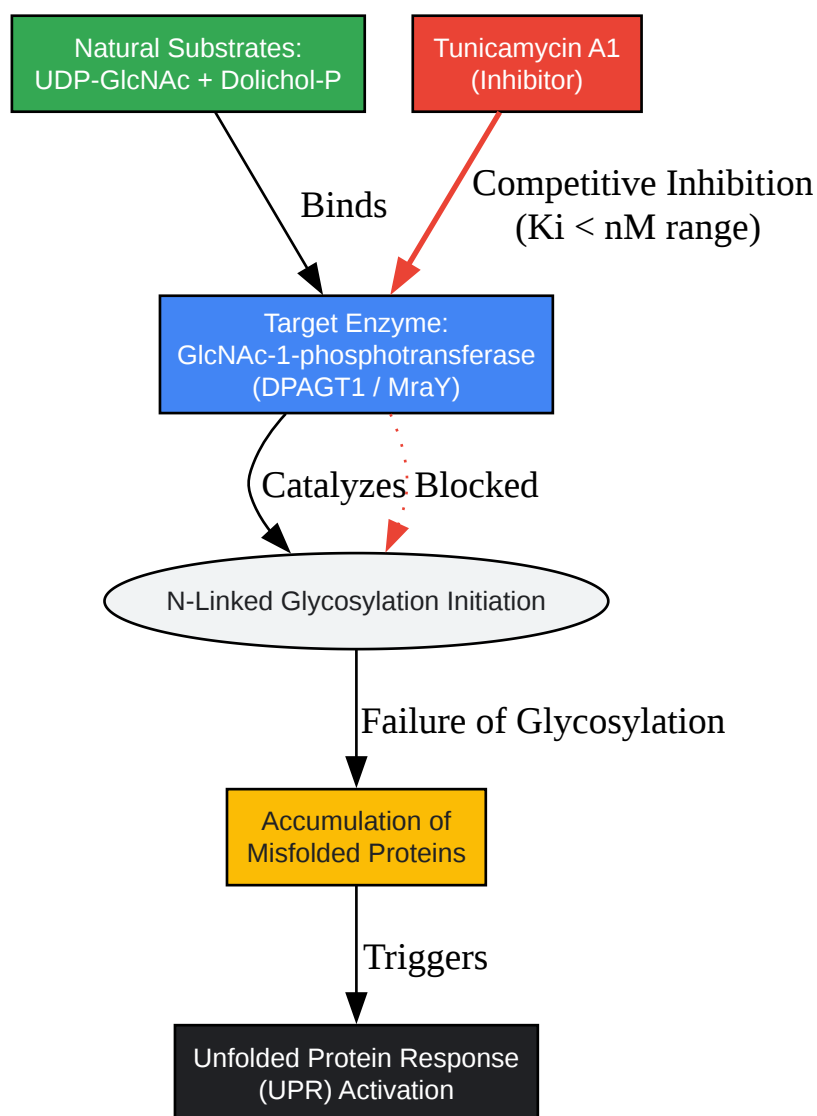 Natural Substrates:
UDP-GlcNAc + Dolichol-P
Tunicamycin A1
(Inhibitor)
Binds
Competitive Inhibition
(Ki < nM range)
Target Enzyme:
GlcNAc-1-phosphotransferase
(DPAGT1 / MraY)
Catalyzes
Blocked
N-Linked Glycosylation Initiation
Failure of Glycosylation
Accumulation of
Misfolded Proteins
Triggers
Unfolded Protein Response
(UPR) Activation